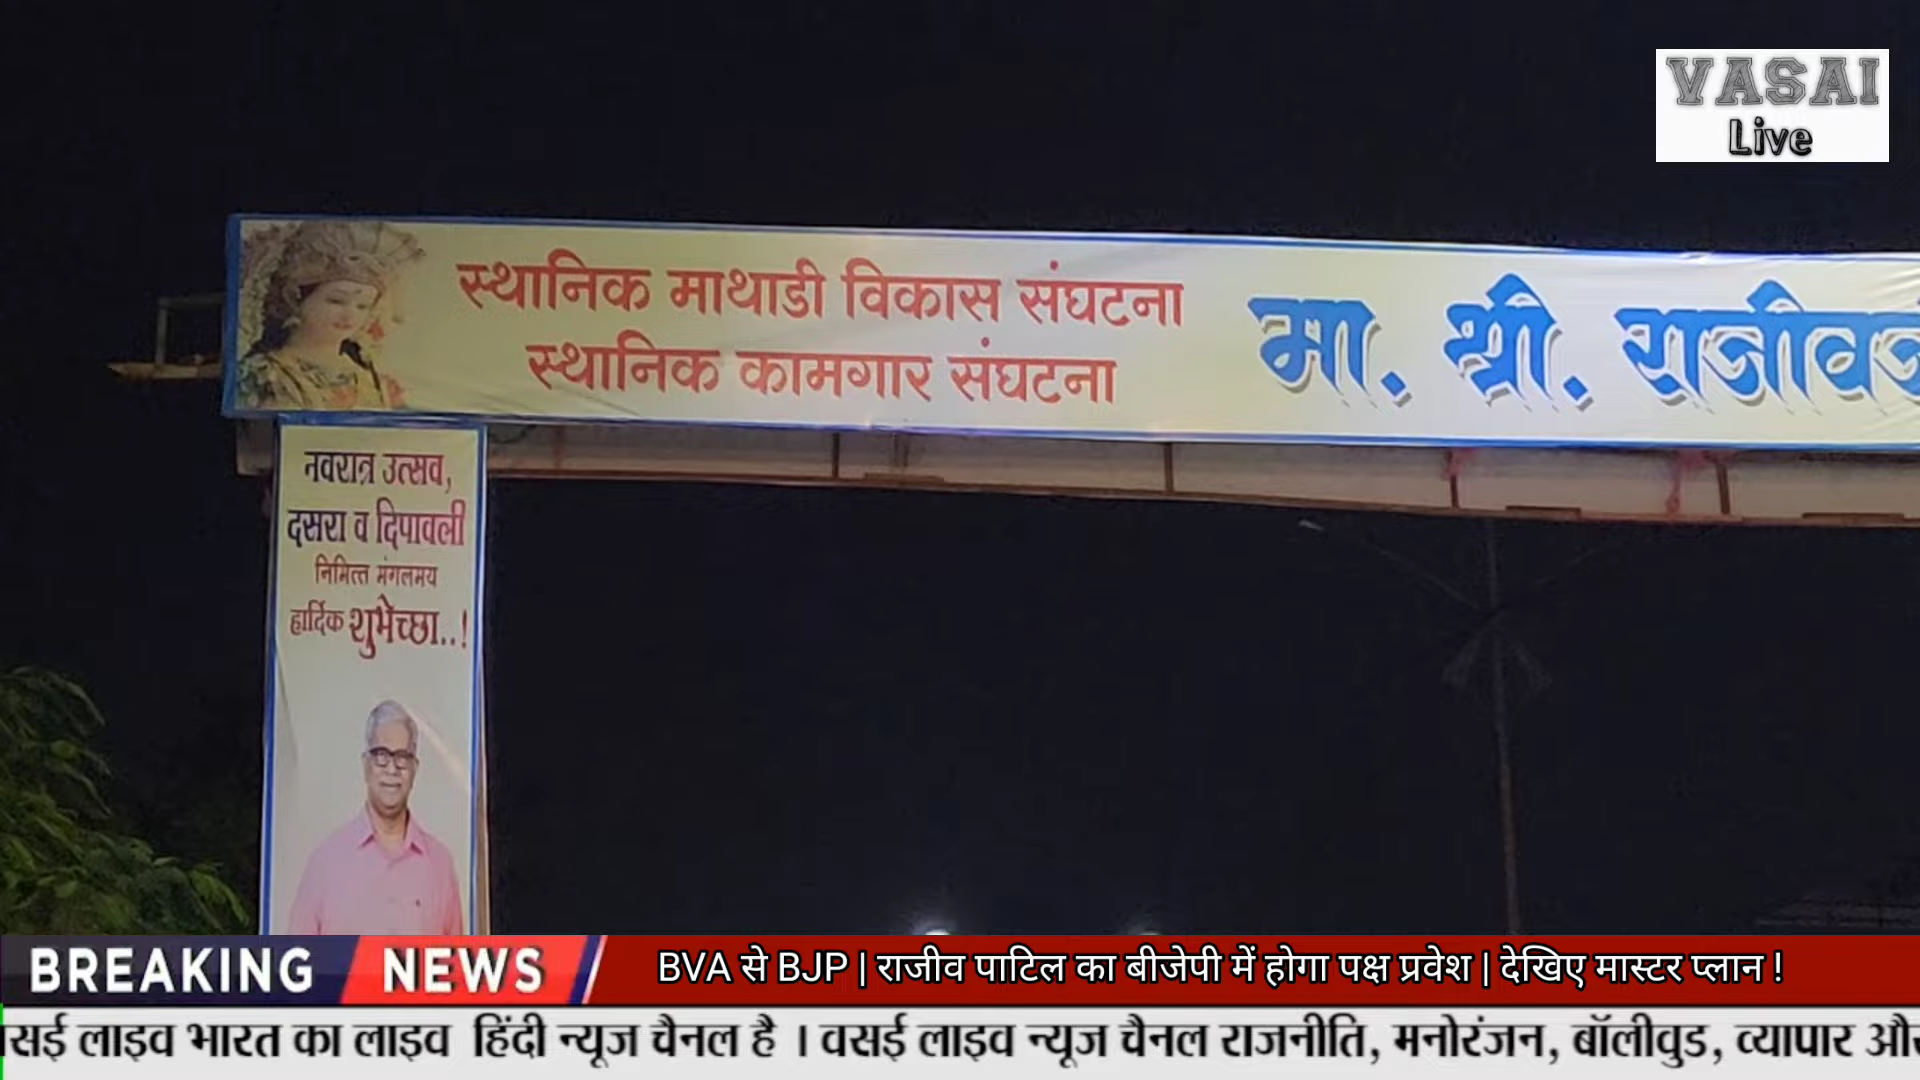 VASAI
Live
स्थानिक माथाडी विकास संघटना
स्थानिक कामगार संघटना
मा. श्री. राजीव
नवरात्र उत्सव,
दसरा व दिपावली
निमित्त मंगलमय
हार्दिक शुभेच्छा..!
BREAKING NEWS
BVA से BJP | राजीव पाटिल का बीजेपी में होगा पक्ष प्रवेश | देखिए मास्टर प्लान !
सई लाइव भारत का लाइव हिंदी न्यूज चैनल है । वसई लाइव न्यूज चैनल राजनीति, मनोरंजन, बॉलीवुड, व्यापार